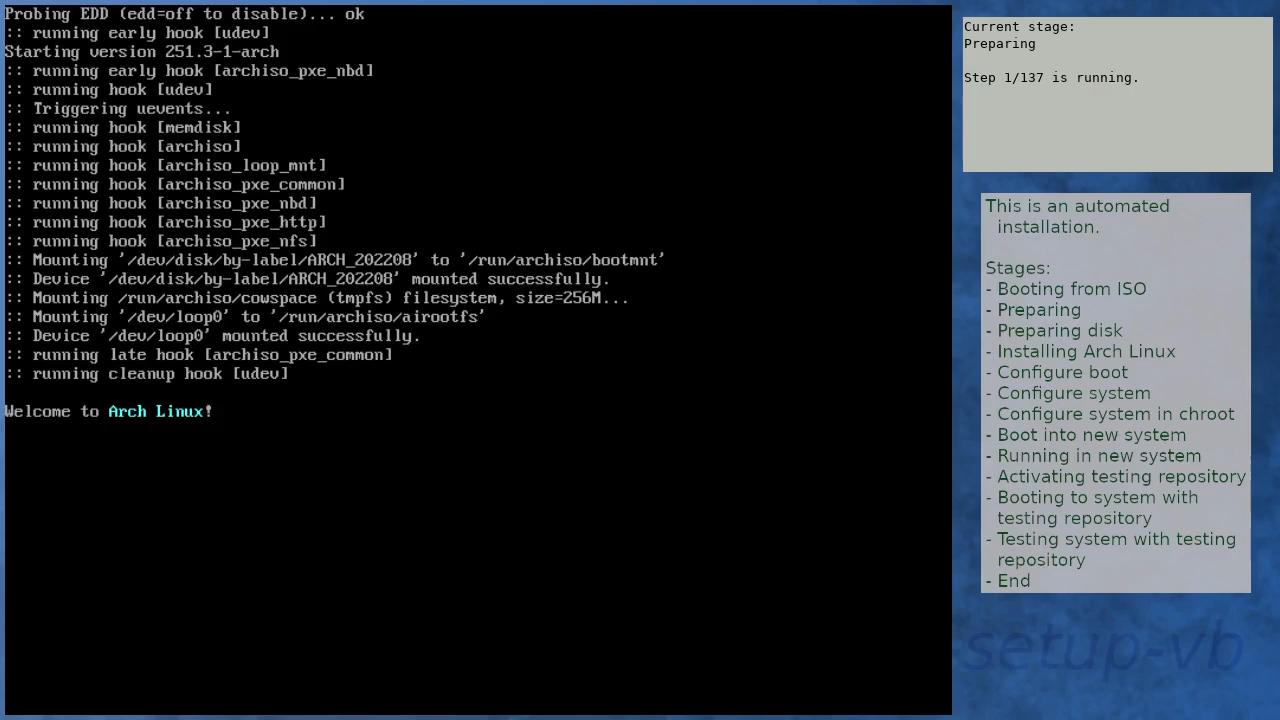 Probing EDD (edd=off to disable)... ok
:: running early hook [udev]
Starting version 251.3-1-arch
:: running early hook [archiso_pxe_nbd]
:: running hook [udev]
:: Triggering uevents...
:: running hook [memdisk]
:: running hook [archiso]
:: running hook [archiso_loop_mnt]
:: running hook [archiso_pxe_common]
:: running hook [archiso_pxe_nbd]
:: running hook [archiso_pxe_http]
:: running hook [archiso_pxe_nfs]
:: Mounting '/dev/disk/by-label/ARCH_202208' to '/run/archiso/bootmnt'
:: Device '/dev/disk/by-label/ARCH_202208' mounted successfully.
:: Mounting /run/archiso/cowspace (tmpfs) filesystem, size=256M...
:: Mounting '/dev/loop0' to '/run/archiso/airootfs'
:: Device '/dev/loop0' mounted successfully.
:: running late hook [archiso_pxe_common]
:: running cleanup hook [udev]
Welcome to Arch Linux!
Current stage:
Preparing
Step 1/137 is running.
This is an automated
installation.
Stages:
- Booting from ISO
- Preparing
- Preparing disk
- Installing Arch Linux
- Configure boot
- Configure system
- Configure system in chroot
- Boot into new system
- Running in new system
- Activating testing repository
- Booting to system with
testing repository
- Testing system with testing
repository
- End
setup-vb